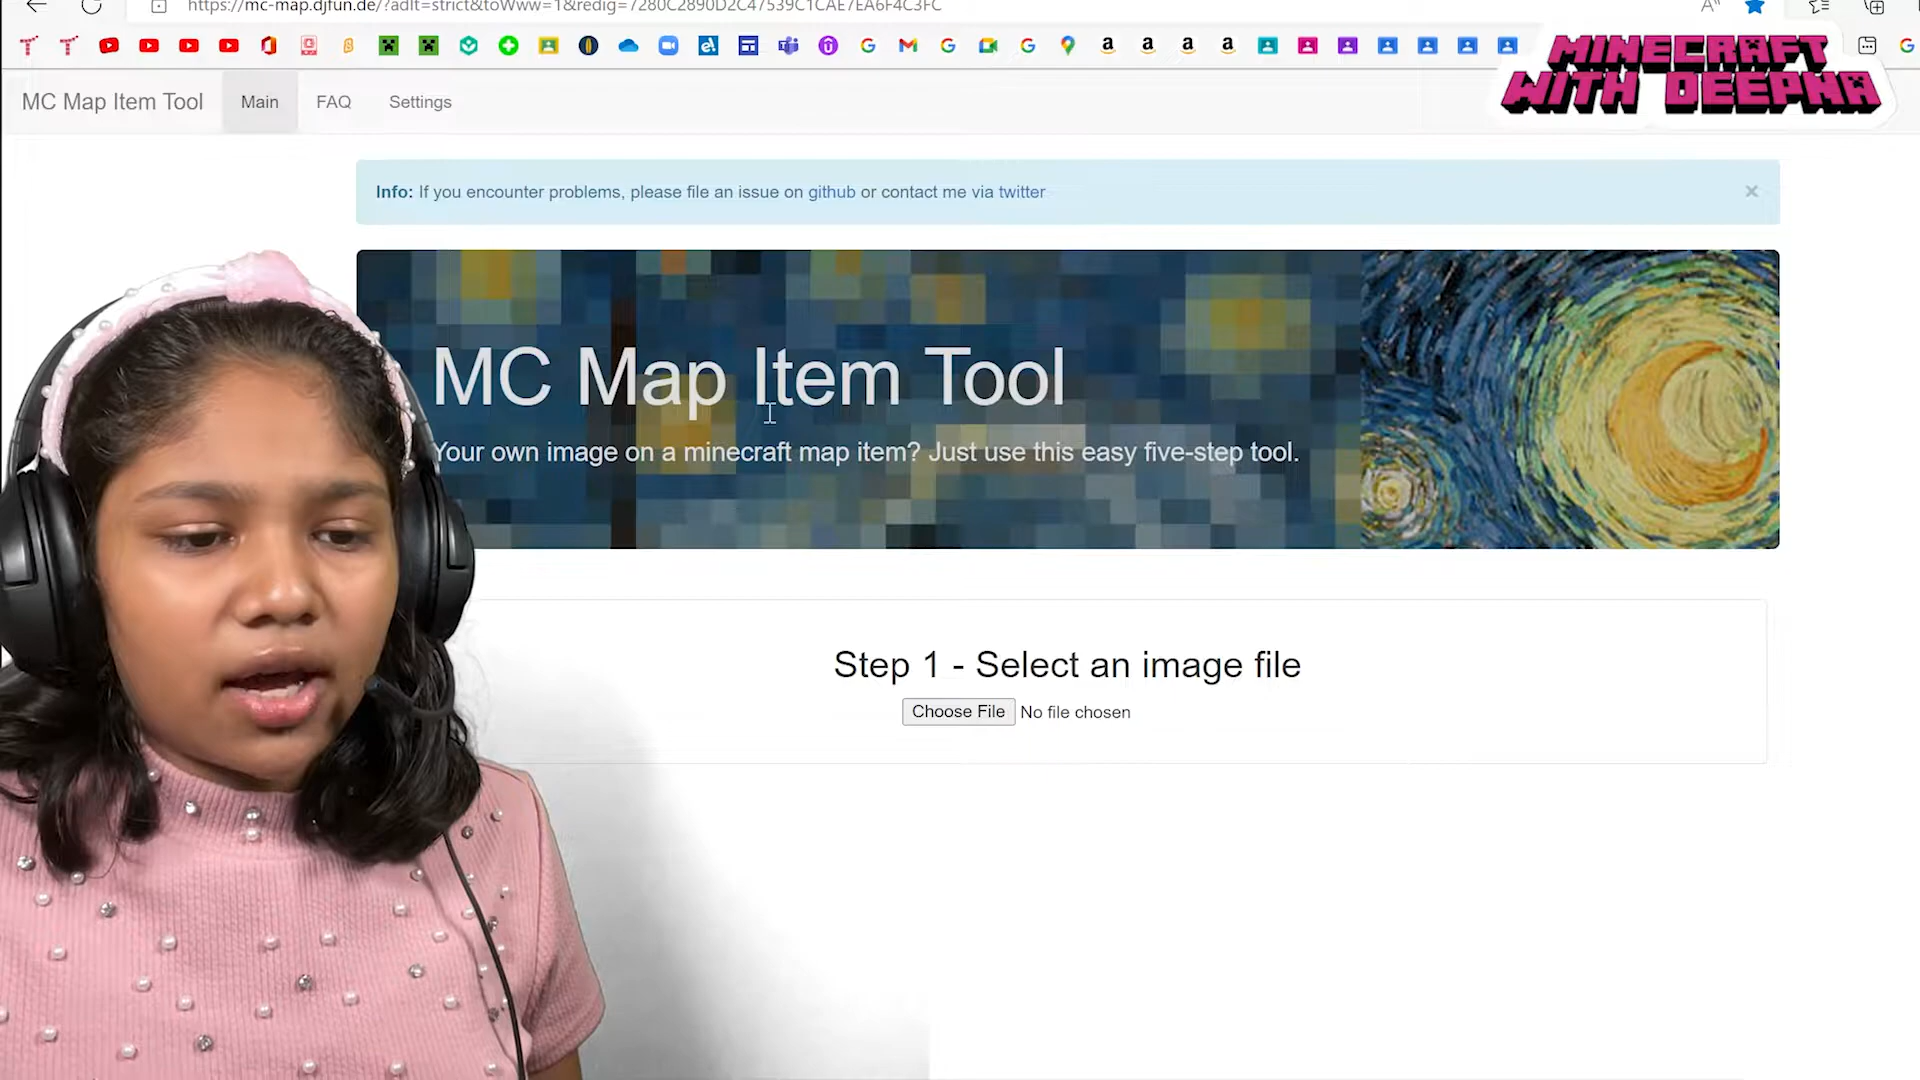 https://mc-map.djfun.de/?adlt=strict&toWww=1&redig=7280C2890D2C47539C1CAE7EA6F4C3FC
MINECRAFT
WITH DEEPNA
MC Map Item Tool Main FAQ Settings
Info: If you encounter problems, please file an issue on github or contact me via twitter ×
MC Map Item Tool
Your own image on a minecraft map item? Just use this easy five-step tool.
Step 1 - Select an image file
Choose File No file chosen